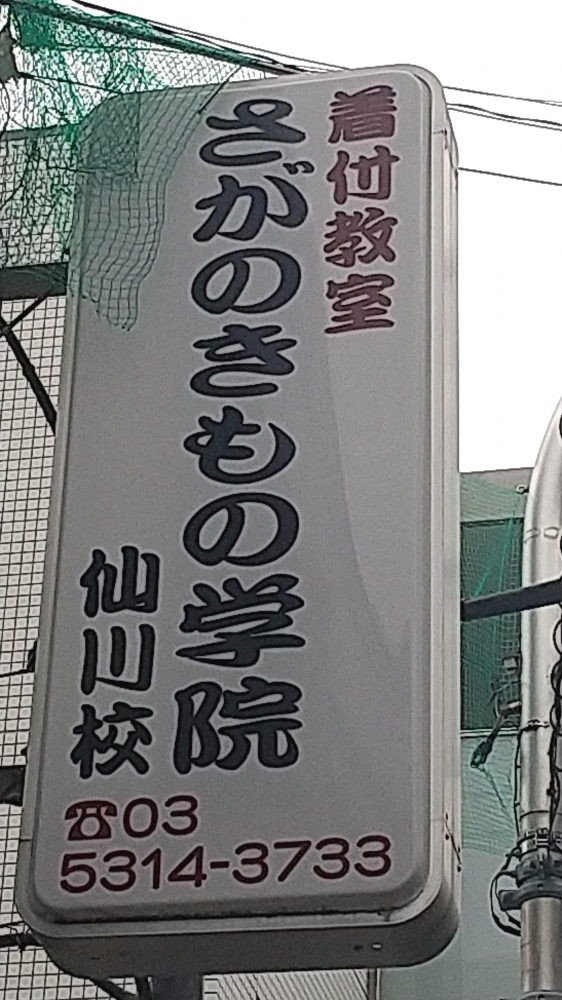 着付教室
さがのきもの学院
仙川校
☎03
5314-3733